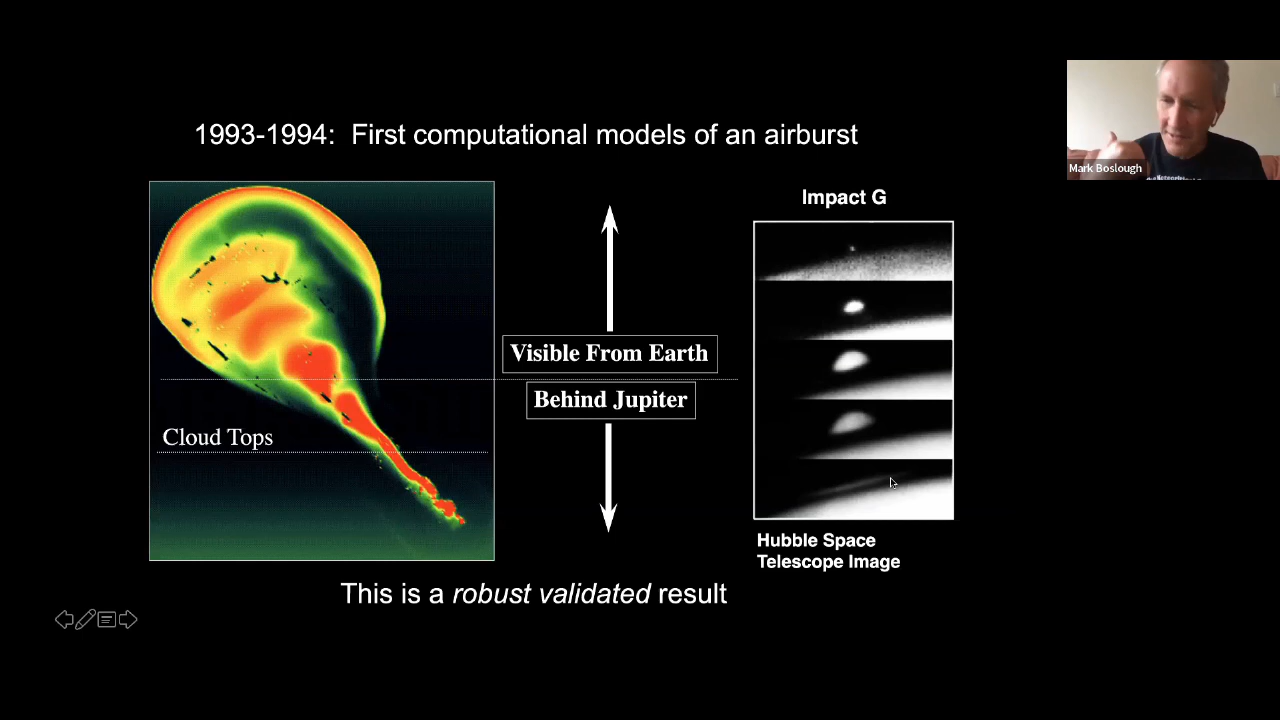 1993-1994: First computational models of an airburst
Mark Boslough
Impact G
Visible From Earth
Behind Jupiter
Cloud Tops
Hubble Space
Telescope Image
This is a robust validated result